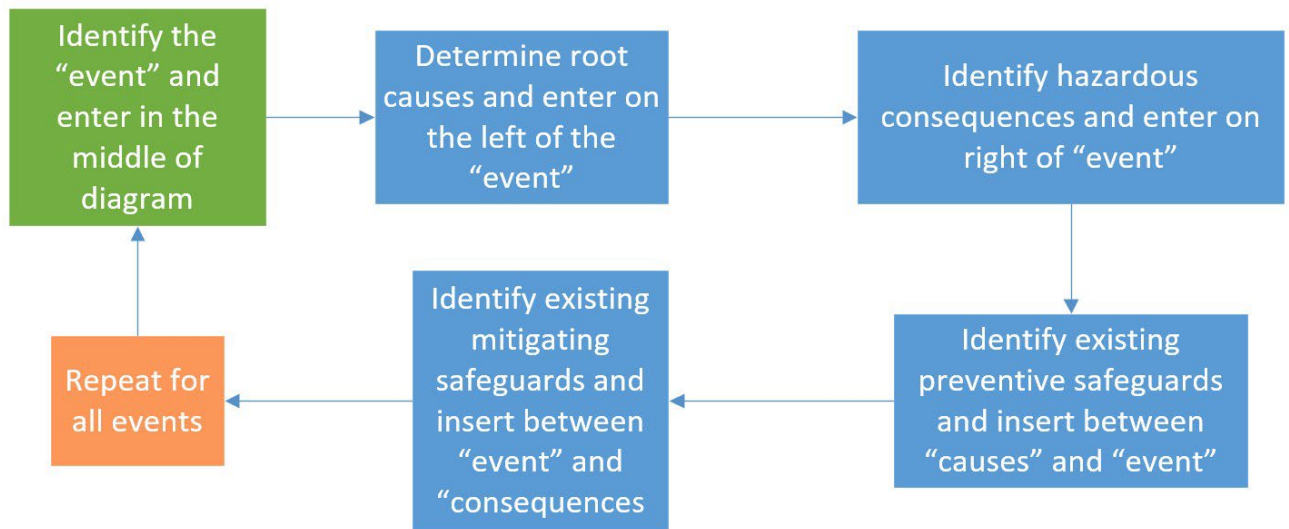 Identify the
“event” and
enter in the
middle of
diagram
Determine root
causes and enter on
the left of the
“event”
Identify hazardous
consequences and enter on
right of “event”
Identify existing
preventive safeguards
and insert between
“causes” and “event”
Identify existing
mitigating
safeguards and
insert between
“event” and
“consequences
Repeat for
all events